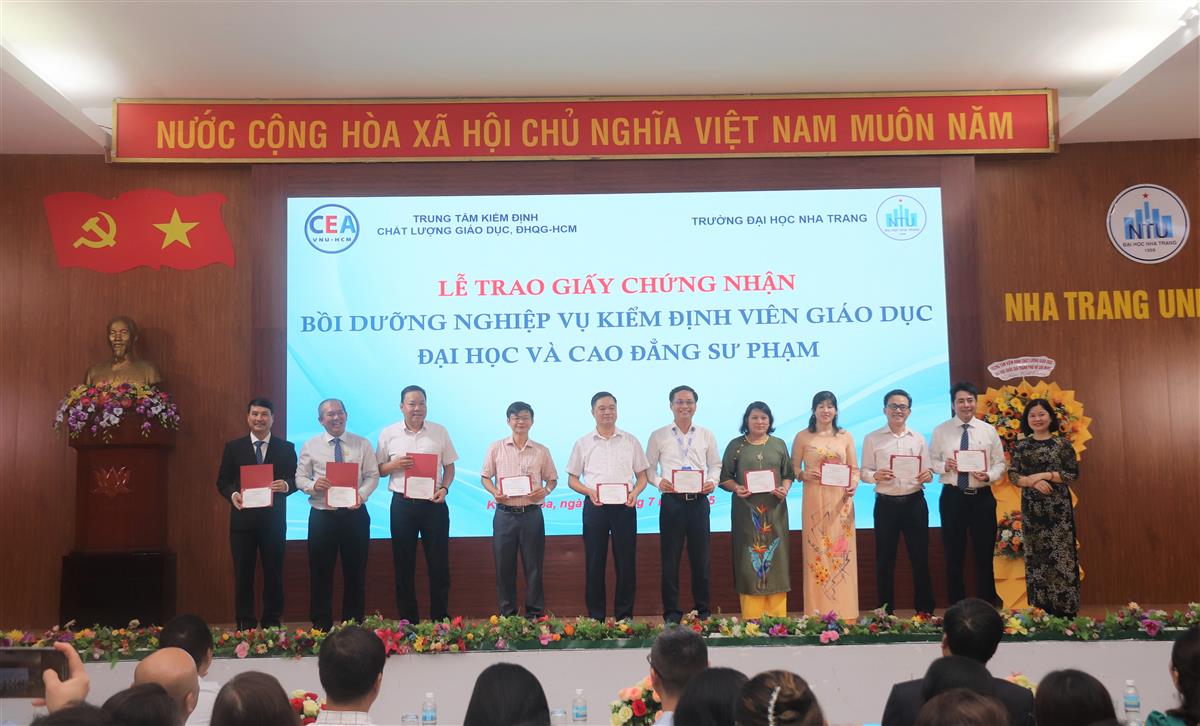 NƯỚC CỘNG HÒA XÃ HỘI CHỦ NGHĨA VIỆT NAM MUÔN NĂM
CEA
VNU-HCM
TRUNG TÂM KIỂM ĐỊNH
CHẤT LƯỢNG GIÁO DỤC, ĐHQG-HCM
TRƯỜNG ĐẠI HỌC NHA TRANG
NTU
ĐẠI HỌC NHA TRANG
1959
LỄ TRAO GIẤY CHỨNG NHẬN
BỒI DƯỠNG NGHIỆP VỤ KIỂM ĐỊNH VIÊN GIÁO DỤC
ĐẠI HỌC VÀ CAO ĐẲNG SƯ PHẠM
NHA TRANG UNI